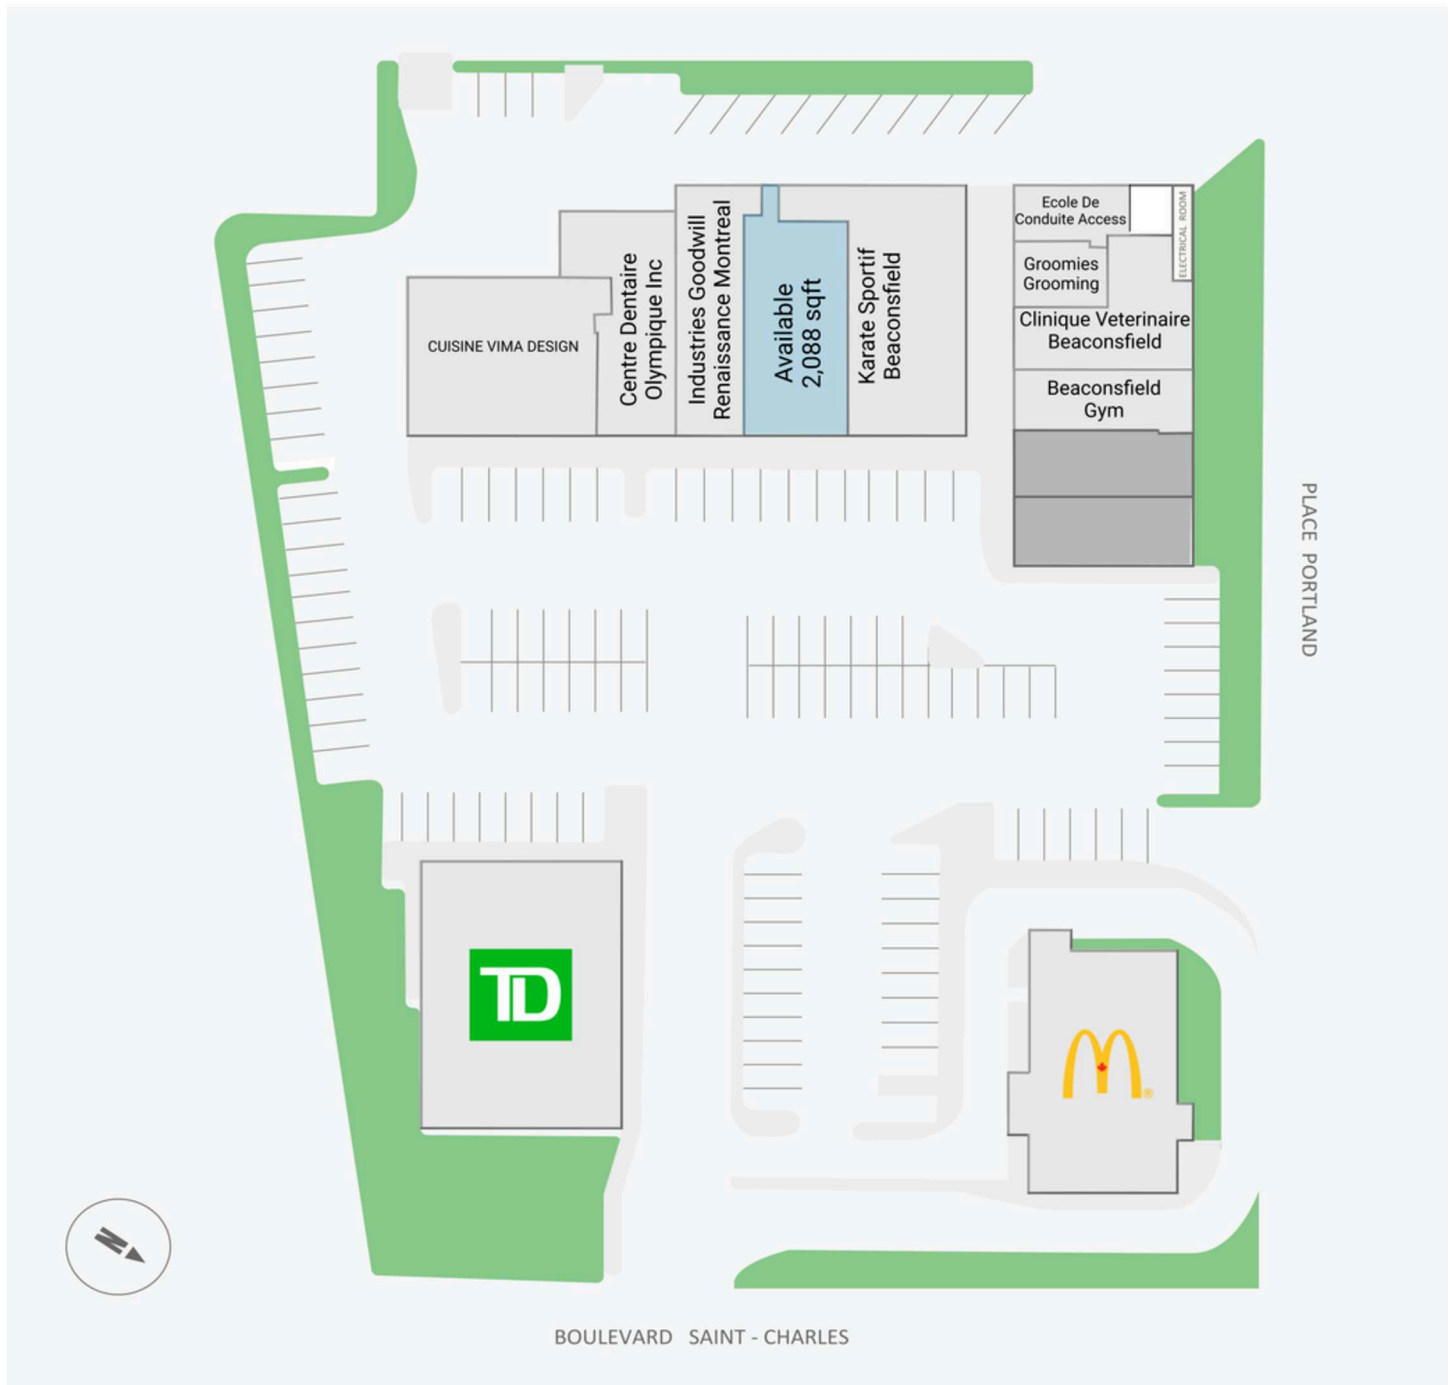 Ecole De
Conduite Access
ELECTRICAL ROOM
Groomies
Grooming
Clinique Veterinaire
Beaconsfield
Beaconsfield
Gym
CUISINE VIMA DESIGN
Centre Dentaire
Olympique Inc
Industries Goodwill
Renaissance Montreal
Available
2,088 sqft
Karate Sportif
Beaconsfield
PLACE PORTLAND
TD
M
®
N
BOULEVARD SAINT - CHARLES